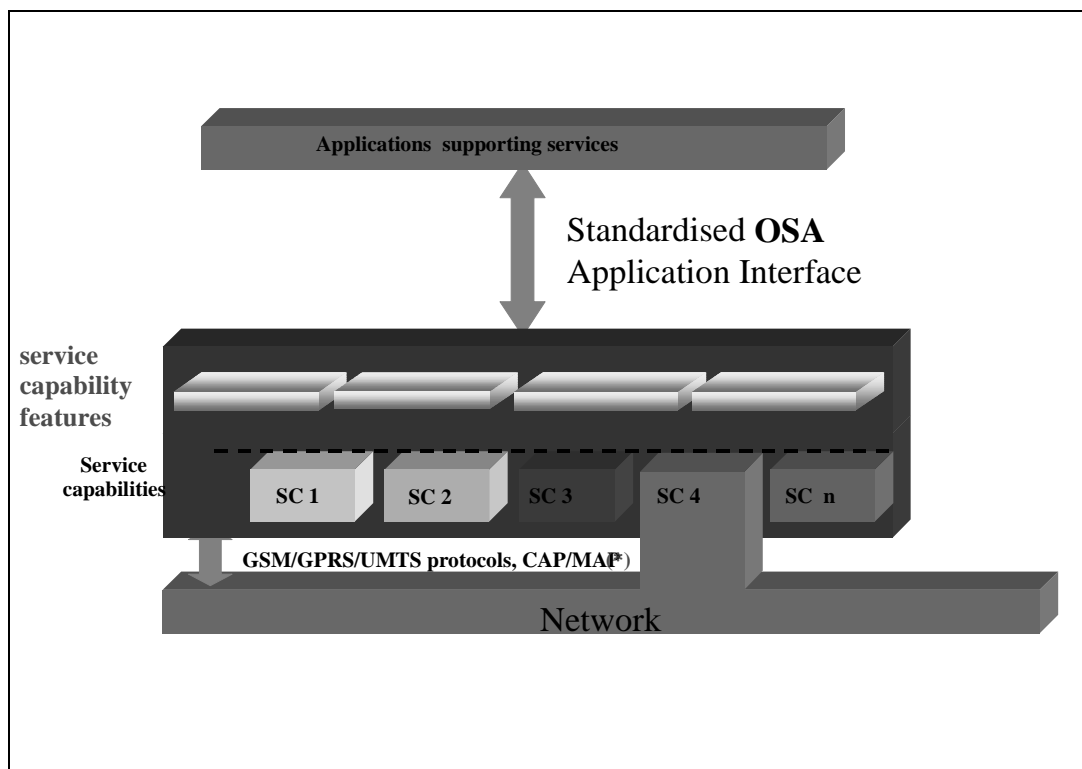 Applications supporting services
Standardised OSA
Application Interface
service
capability
features
Service
capabilities
SC 1
SC 2
SC 3
SC 4
SC n
GSM/GPRS/UMTS protocols, CAP/MAP(*)
Network